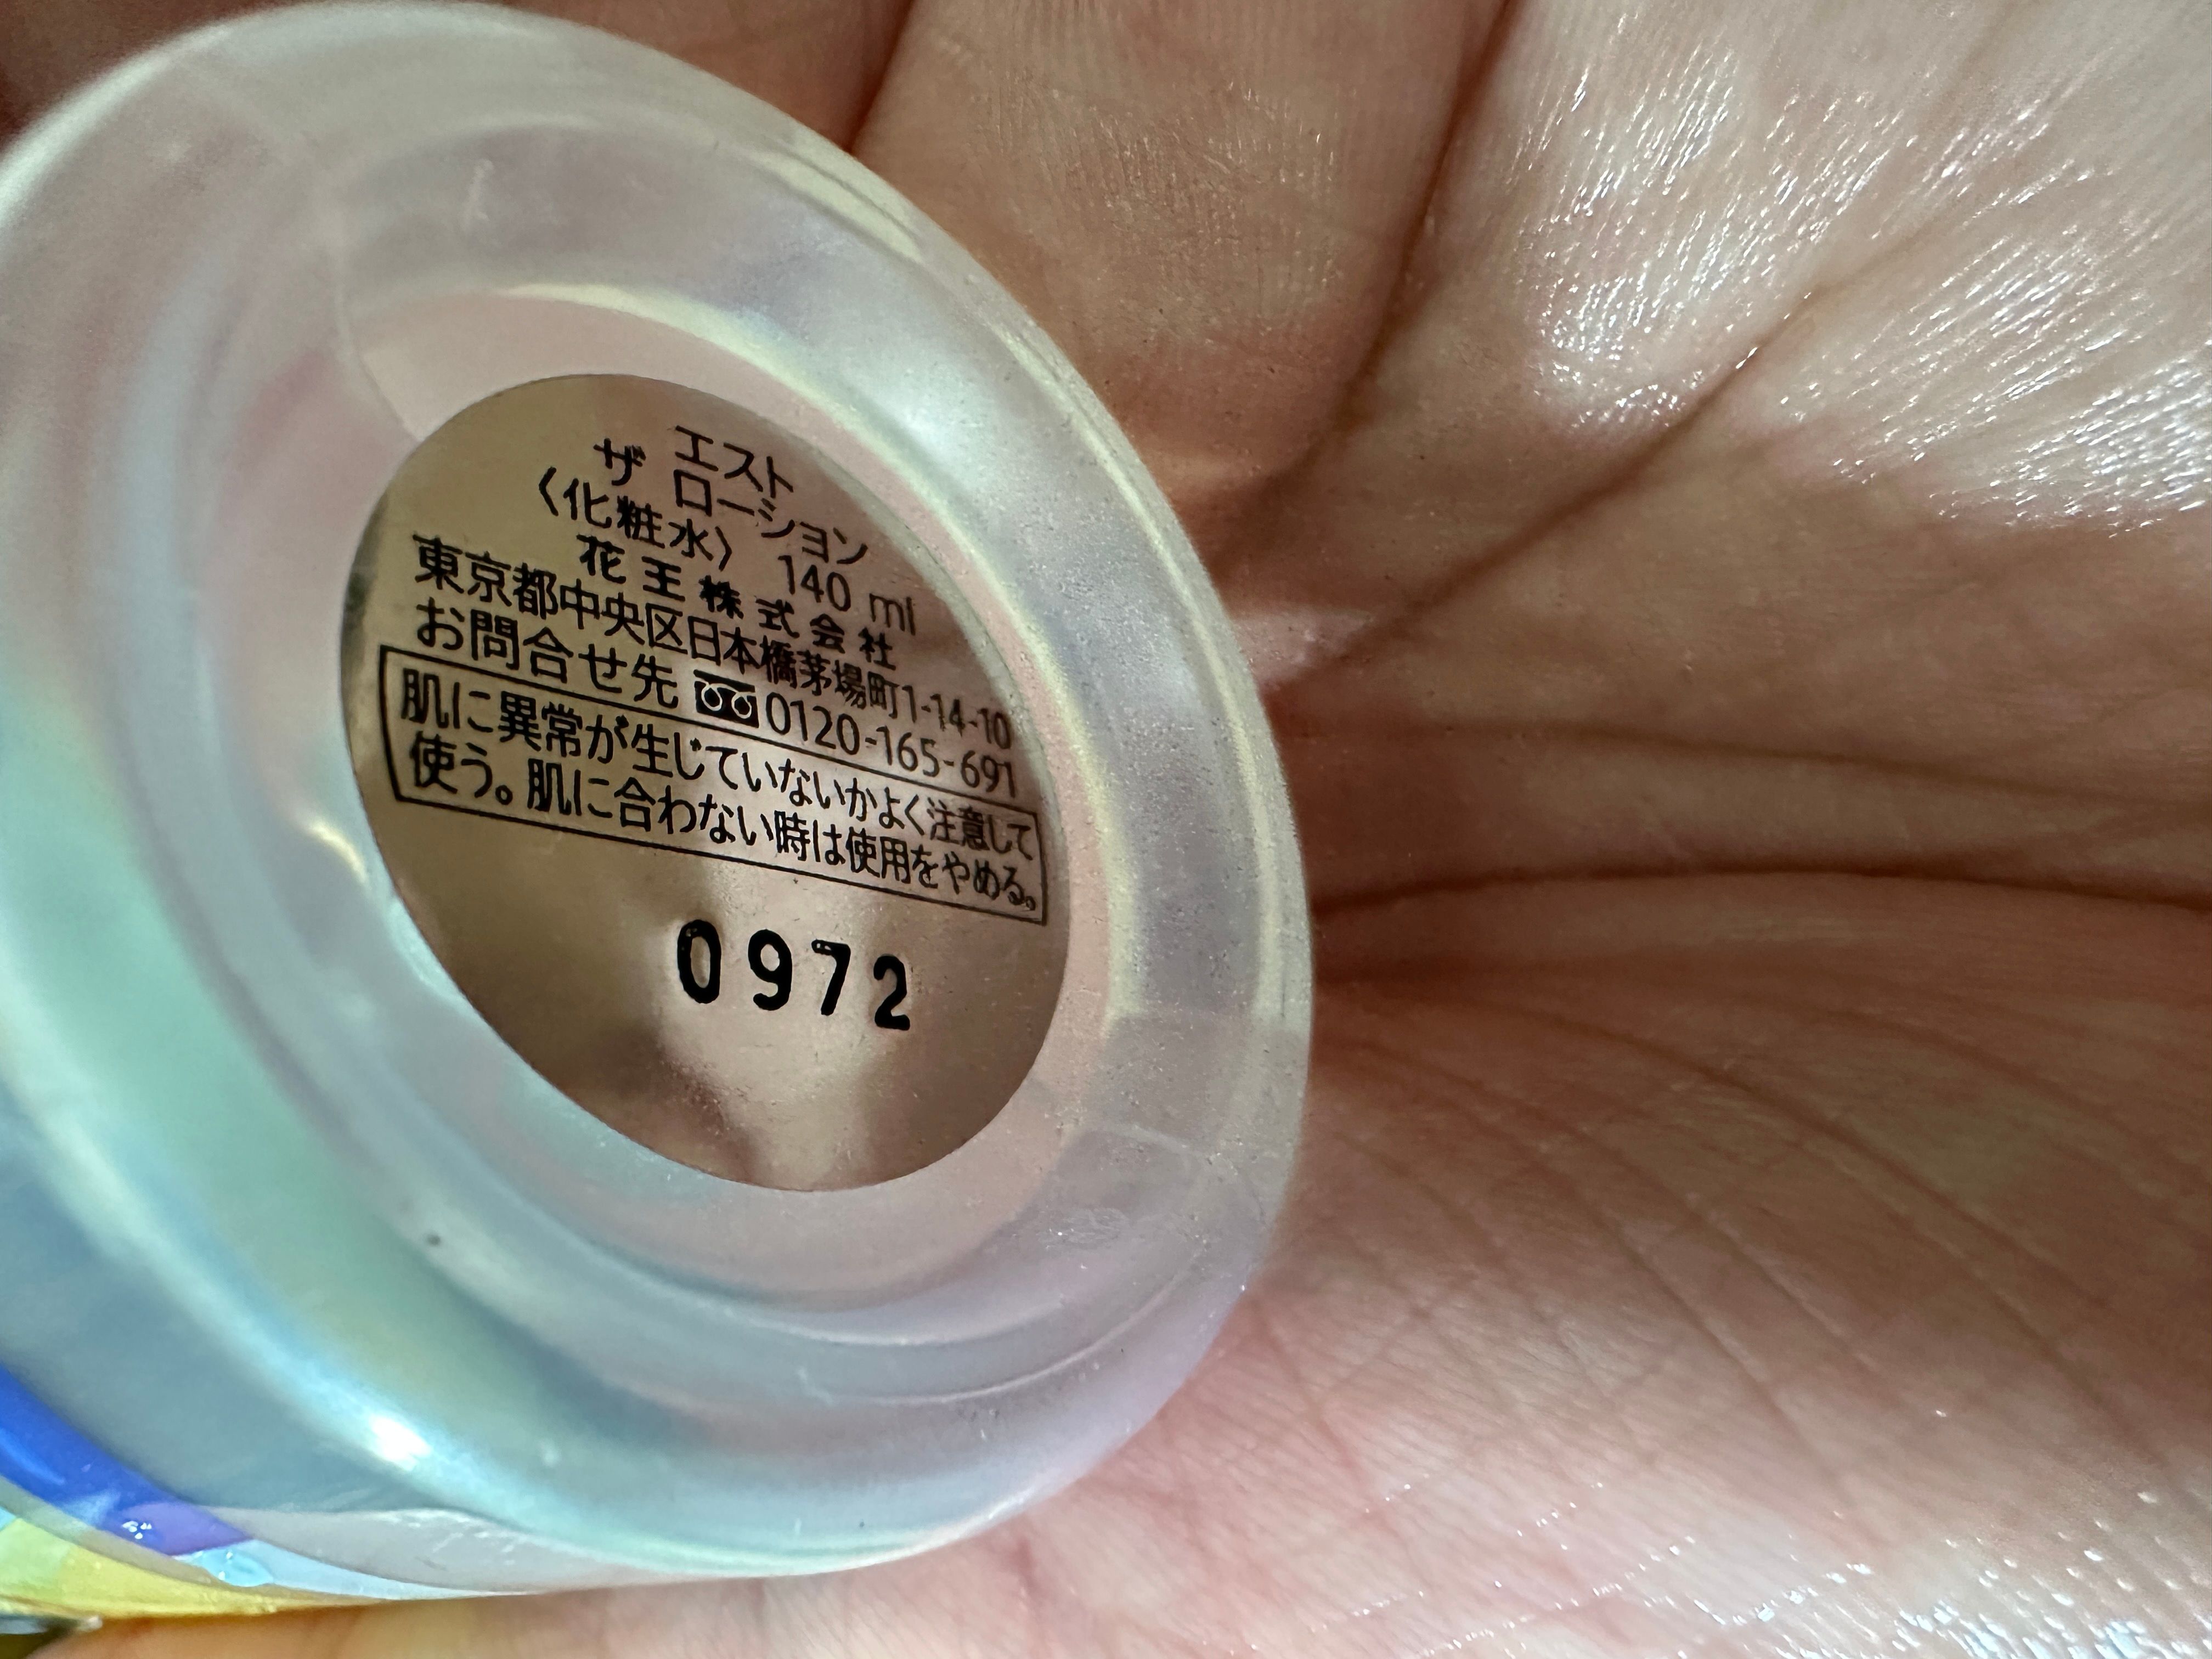 エスト
ザ ローション
〈化粧水〉 140 ml
花王株式会社
東京都中央区日本橋茅場町1-14-10
お問合せ先 0120-165-691
肌に異常が生じていないかよく注意して
使う。肌に合わない時は使用をやめる。
0972